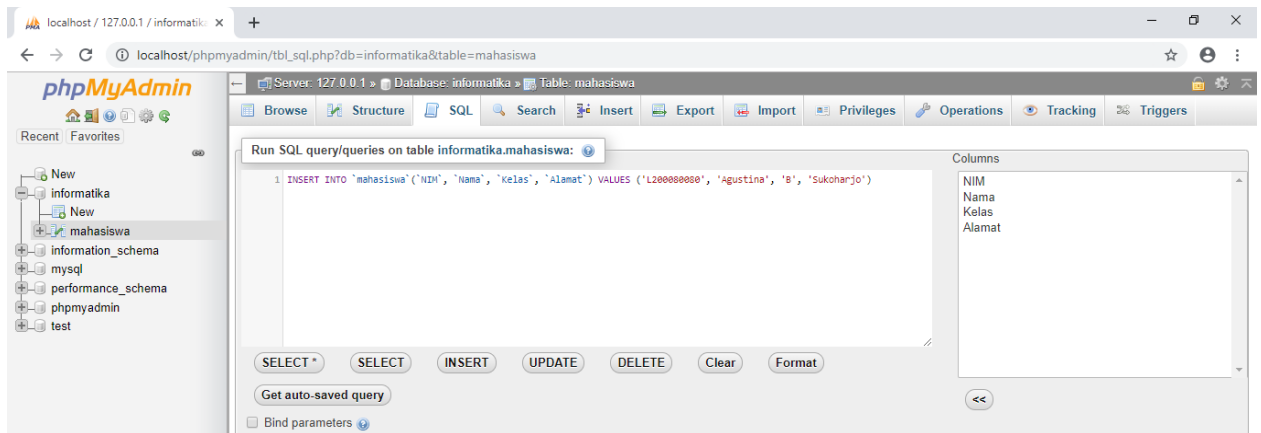 localhost / 127.0.0.1 / informatika
localhost/phpmyadmin/tbl_sql.php?db=informatika&table=mahasiswa
phpMyAdmin
Recent Favorites
New
informatika
New
mahasiswa
information_schema
mysql
performance_schema
phpmyadmin
test
Server: 127.0.0.1 » Database: informatika » Table: mahasiswa
Browse Structure SQL Search Insert Export Import Privileges Operations Tracking Triggers
Run SQL query/queries on table informatika.mahasiswa:
1 INSERT INTO `mahasiswa`(`NIM`, `Nama`, `Kelas`, `Alamat`) VALUES ('L200080080', 'Agustina', 'B', 'Sukoharjo')
SELECT * SELECT INSERT UPDATE DELETE Clear Format
Get auto-saved query
Bind parameters
Columns
NIM
Nama
Kelas
Alamat
<<